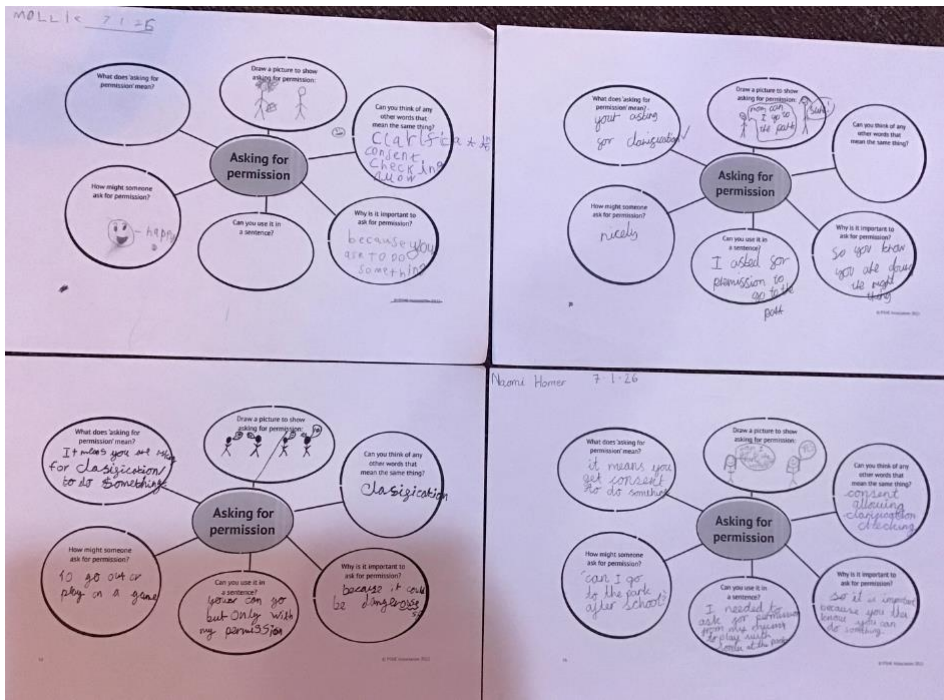 MOLLIE 7.1.26
What does 'asking for
permission' mean?
Draw a picture to show
asking for permission:
Can you think of any
other words that
mean the same thing?
consent
checking
allow
Asking for
permission
How might someone
ask for permission?
happy
Can you use it in
a sentence?
Why is it important to
ask for permission?
because you
ask TO DO
something
What does 'asking for
permission' mean?
your asking
for clarification
Draw a picture to show
asking for permission:
mom can
I go to
the park
Can you think of any
other words that
mean the same thing?
Asking for
permission
How might someone
ask for permission?
nicely
Can you use it in
a sentence?
I asked for
premission to
go to the
park
Why is it important to
ask for permission?
so you know
you are doing
the right
thing
© PSHE Association 2022
What does 'asking for
permission' mean?
It means you are
for clasification
to do something
Draw a picture to show
asking for permission:
Can you think of any
other words that
mean the same thing?
clasification
Asking for
permission
How might someone
ask for permission?
to go out or
play on a game
Can you use it in
a sentence?
can go
but only with
my permission
Why is it important to
ask for permission?
because it could
be
© PSHE Association 2022
Naomi Homer 7.1.26
What does 'asking for
permission' mean?
it means you
get consent
to do something
Draw a picture to show
asking for permission:
Can you think of any
other words that
mean the same thing?
consent
allowing
clarification
checking
Asking for
permission
How might someone
ask for permission?
"can I go
to the park
after school?
Can you use it in
a sentence?
I needed to
ask for permission
from my
to play with
at the park
Why is it important to
ask for permission?
so it is important
because you
know you can
do something.